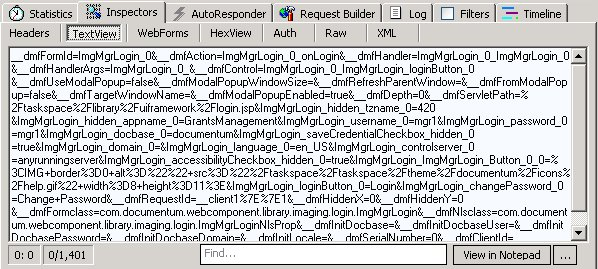 Statistics Inspectors AutoResponder Request Builder Log Filters Timeline
Headers TextView WebForms HexView Auth Raw XML
__dmfFormId=ImgMgrLogin_0&__dmfAction=ImgMgrLogin_0_onLogin&__dmfHandler=ImgMgrLogin_0_ImgMgrLogin_0
&__dmfHandlerArgs=ImgMgrLogin_0_&__dmfControl=ImgMgrLogin_0_ImgMgrLogin_loginButton_0
&__dmfUseModalPopup=false&__dmfModalPopupWindowSize=&__dmfRefreshParentWindow=&__dmfFromModalPop
up=false&__dmfTargetWindowName=&__dmfModalPopupEnabled=true&__dmfDepth=0&__dmfServletPath=%
2Ftaskspace%2Flibrary%2Fuiframework%2Flogin.jsp&ImgMgrLogin_hidden_tzname_0=420
&ImgMgrLogin_hidden_appname_0=GrantsManagement&ImgMgrLogin_username_0=mgr1&ImgMgrLogin_password_0
=mgr1&ImgMgrLogin_docbase_0=documentum&ImgMgrLogin_saveCredentialCheckbox_hidden_0
=true&ImgMgrLogin_domain_0=&ImgMgrLogin_language_0=en_US&ImgMgrLogin_controlserver_0
=anyrunningserver&ImgMgrLogin_accessibilityCheckbox_hidden_0=true&ImgMgrLogin_ImgMgrLogin_Button_0_0=%
3CIMG+border%3D0+alt%3D%22%22+src%3D%22%2Ftaskspace%2Ftaskspace%2Ftheme%2Fdocumentum%2Ficons%
2Fhelp.gif%22+width%3D8+height%3D11%3E&ImgMgrLogin_loginButton_0=Login&ImgMgrLogin_changePassword_0
=Change+Password&__dmfRequestId=__client1%7E%7E1&__dmfHiddenX=0&__dmfHiddenY=0
&__dmfFormclass=com.documentum.webcomponent.library.imaging.login.ImgMgrLogin&__dmfNlsclass=com.docume
ntum.webcomponent.library.imaging.login.ImgMgrLoginNlsProp&__dmfInitDocbase=&__dmfInitDocbaseUser=&__dmfInit
DocbasePassword=&__dmfInitDocbaseDomain=&__dmfInitLocale=&__dmfSerialNumber=0&__dmfClientId=
0: 0 0/1,401 Find... View in Notepad ...